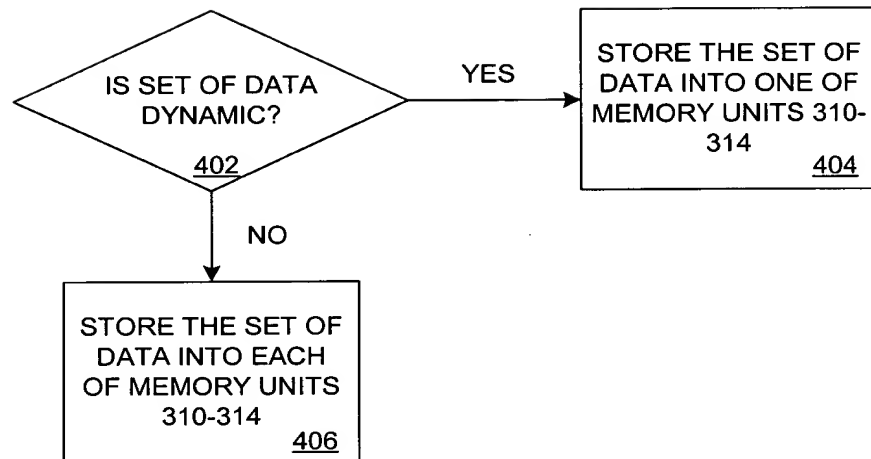 IS SET OF DATA
DYNAMIC?
402
YES
STORE THE SET OF
DATA INTO ONE OF
MEMORY UNITS 310-
314
404
NO
STORE THE SET OF
DATA INTO EACH
OF MEMORY UNITS
310-314
406